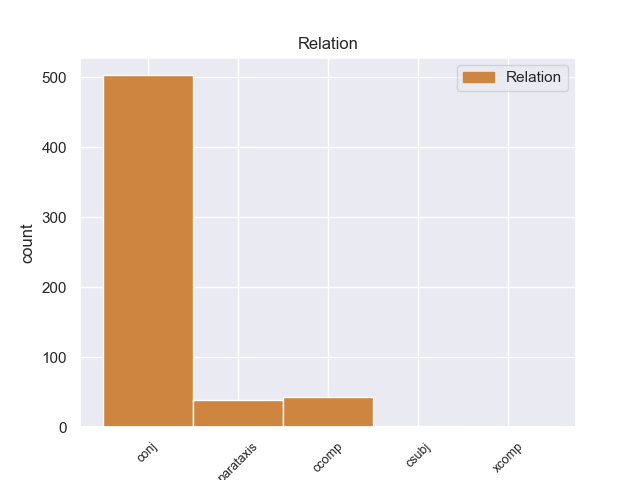 Relation
Relation
500
400
300
200
100
0
count
conj
parataxis
ccomp
csubj
xcomp